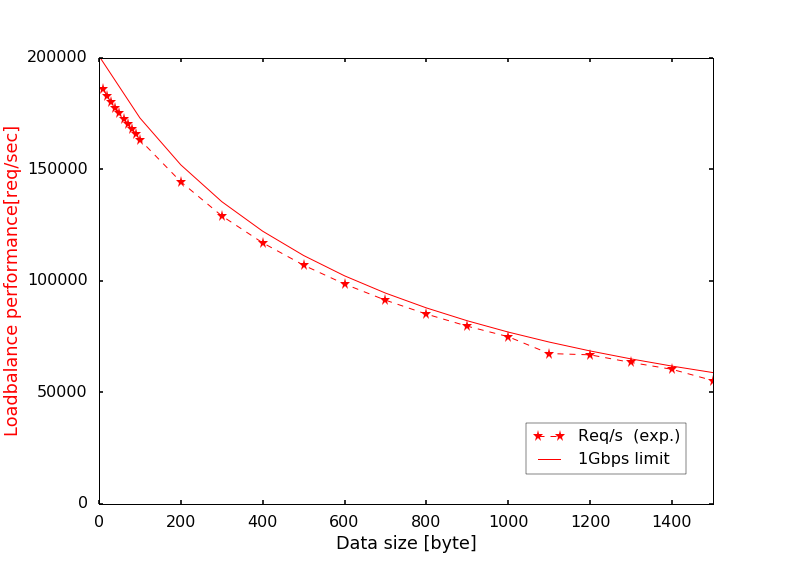 200000
150000
100000
50000
0
Loadbalance performance[req/sec]
Req/s  (exp.)
1Gbps limit
0 200 400 600 800 1000 1200 1400
Data size [byte]